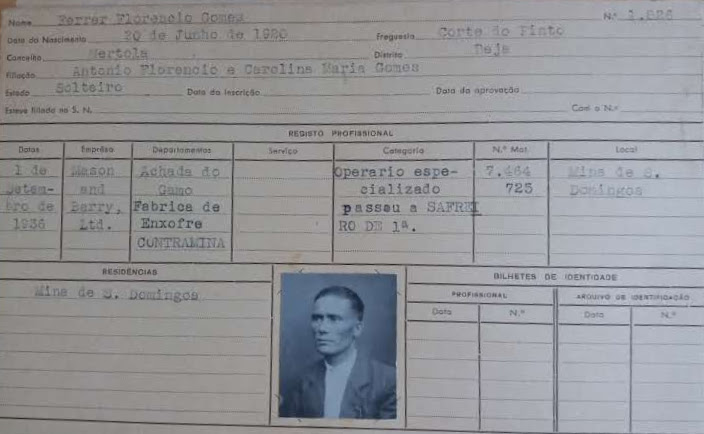 Nome Ferrer Florencio Gomes N.º 1.826
Data do Nascimento 20 de Junho de 1920 Freguesia Corte do Pinto
Concelho Mertola Distrito Beja
Filiação Antonio Florencio e Carolina Maria Gomes
Estado Solteiro Data da Inscrição Data da aprovação
Esteve filiado no S. N. Com o N.º
REGISTO PROFISSIONAL
Datas Emprêsa Departamentos Serviço Categoria N.º Mat. Local
1 de Mason Achada do Operario espe- 7.464 Mina de S.
Setem- and Gamo cializado 725 Domingos
bro de Barry, Fabrica de passou a SAFREI
1936 Ltd. Enxofre RO DE 1ª.
CONTRAMINA
RESIDÊNCIAS
Mina de S. Domingos
BILHETES DE IDENTIDADE
PROFISSIONAL ARQUIVO DE IDENTIFICAÇÃO
Data N.º Data N.º